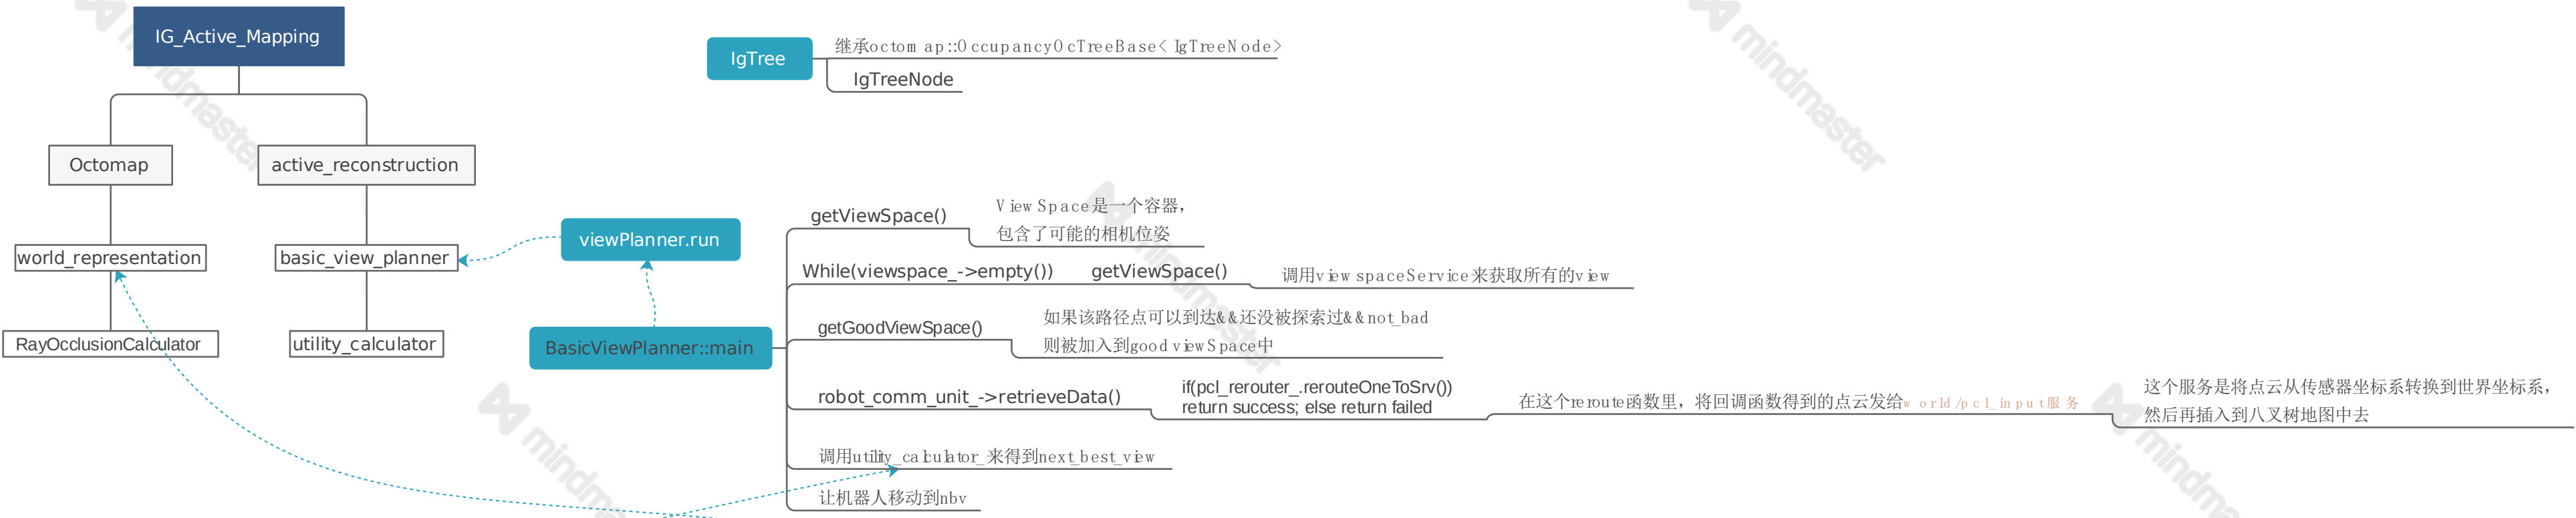 IG_Active_Mapping
Octomap
active_reconstruction
world_representation
basic_view_planner
RayOcclusionCalculator
utility_calculator
IgTree
继承octomap::OccupancyOcTreeBase< IgTreeNode>
IgTreeNode
viewPlanner.run
BasicViewPlanner::main
getViewSpace()
ViewSpace是一个容器，
包含了可能的相机位姿
While(viewspace_->empty())
getViewSpace()
调用viewspaceService来获取所有的view
getGoodViewSpace()
如果该路径点可以到达&&还没被探索过&&not_bad
则被加入到goodviewSpace中
robot_comm_unit_->retrieveData()
if(pcl_rerouter_.rerouteOneToSrv())
return success; else return failed
在这个reroute函数里，将回调函数得到的点云发给world/pcl_input服务
这个服务是将点云从传感器坐标系转换到世界坐标系，
然后再插入到八叉树地图中去
调用utility_calculator_来得到next_best_view
让机器人移动到nbv
mindmaster
mindmaster
mindmaster
mindmaster
mindmaster